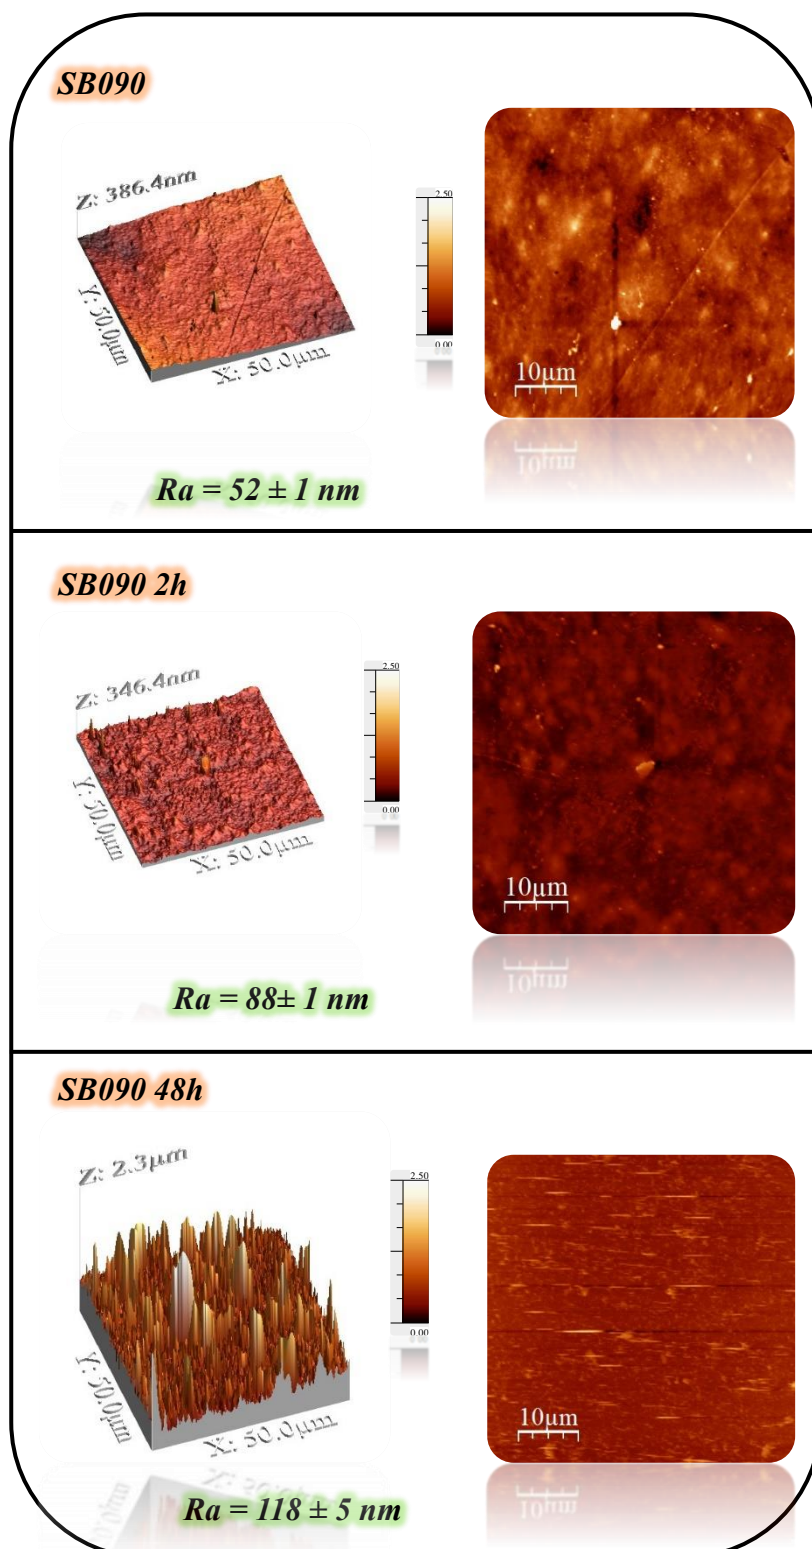 SB090
Z: 386.4nm
Y: 50.0µm
X: 50.0µm
2.50
0.00
10µm
Ra = 52 ± 1 nm
SB090 2h
Z: 346.4nm
Y: 50.0µm
X: 50.0µm
2.50
0.00
10µm
Ra = 88± 1 nm
SB090 48h
Z: 2.3µm
Y: 50.0µm
X: 50.0µm
2.50
0.00
10µm
Ra = 118 ± 5 nm